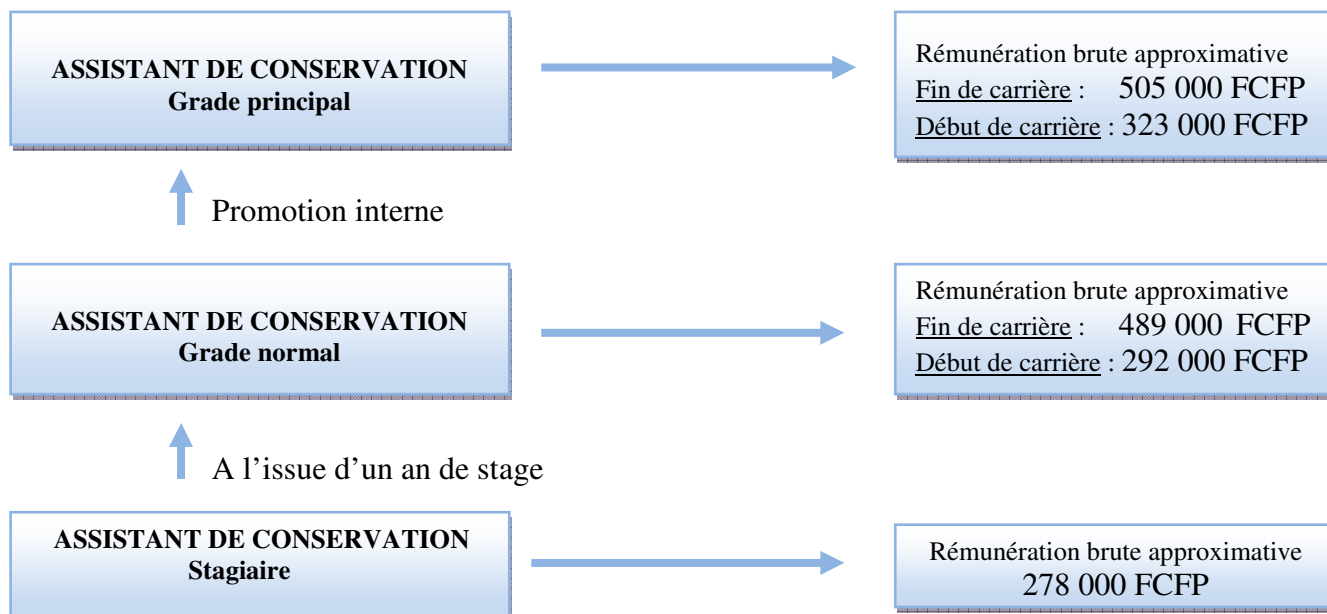 ASSISTANT DE CONSERVATION
Grade principal
Rémunération brute approximative
Fin de carrière : 505 000 FCFP
Début de carrière : 323 000 FCFP
Promotion interne
ASSISTANT DE CONSERVATION
Grade normal
Rémunération brute approximative
Fin de carrière : 489 000 FCFP
Début de carrière : 292 000 FCFP
A l’issue d’un an de stage
ASSISTANT DE CONSERVATION
Stagiaire
Rémunération brute approximative
278 000 FCFP